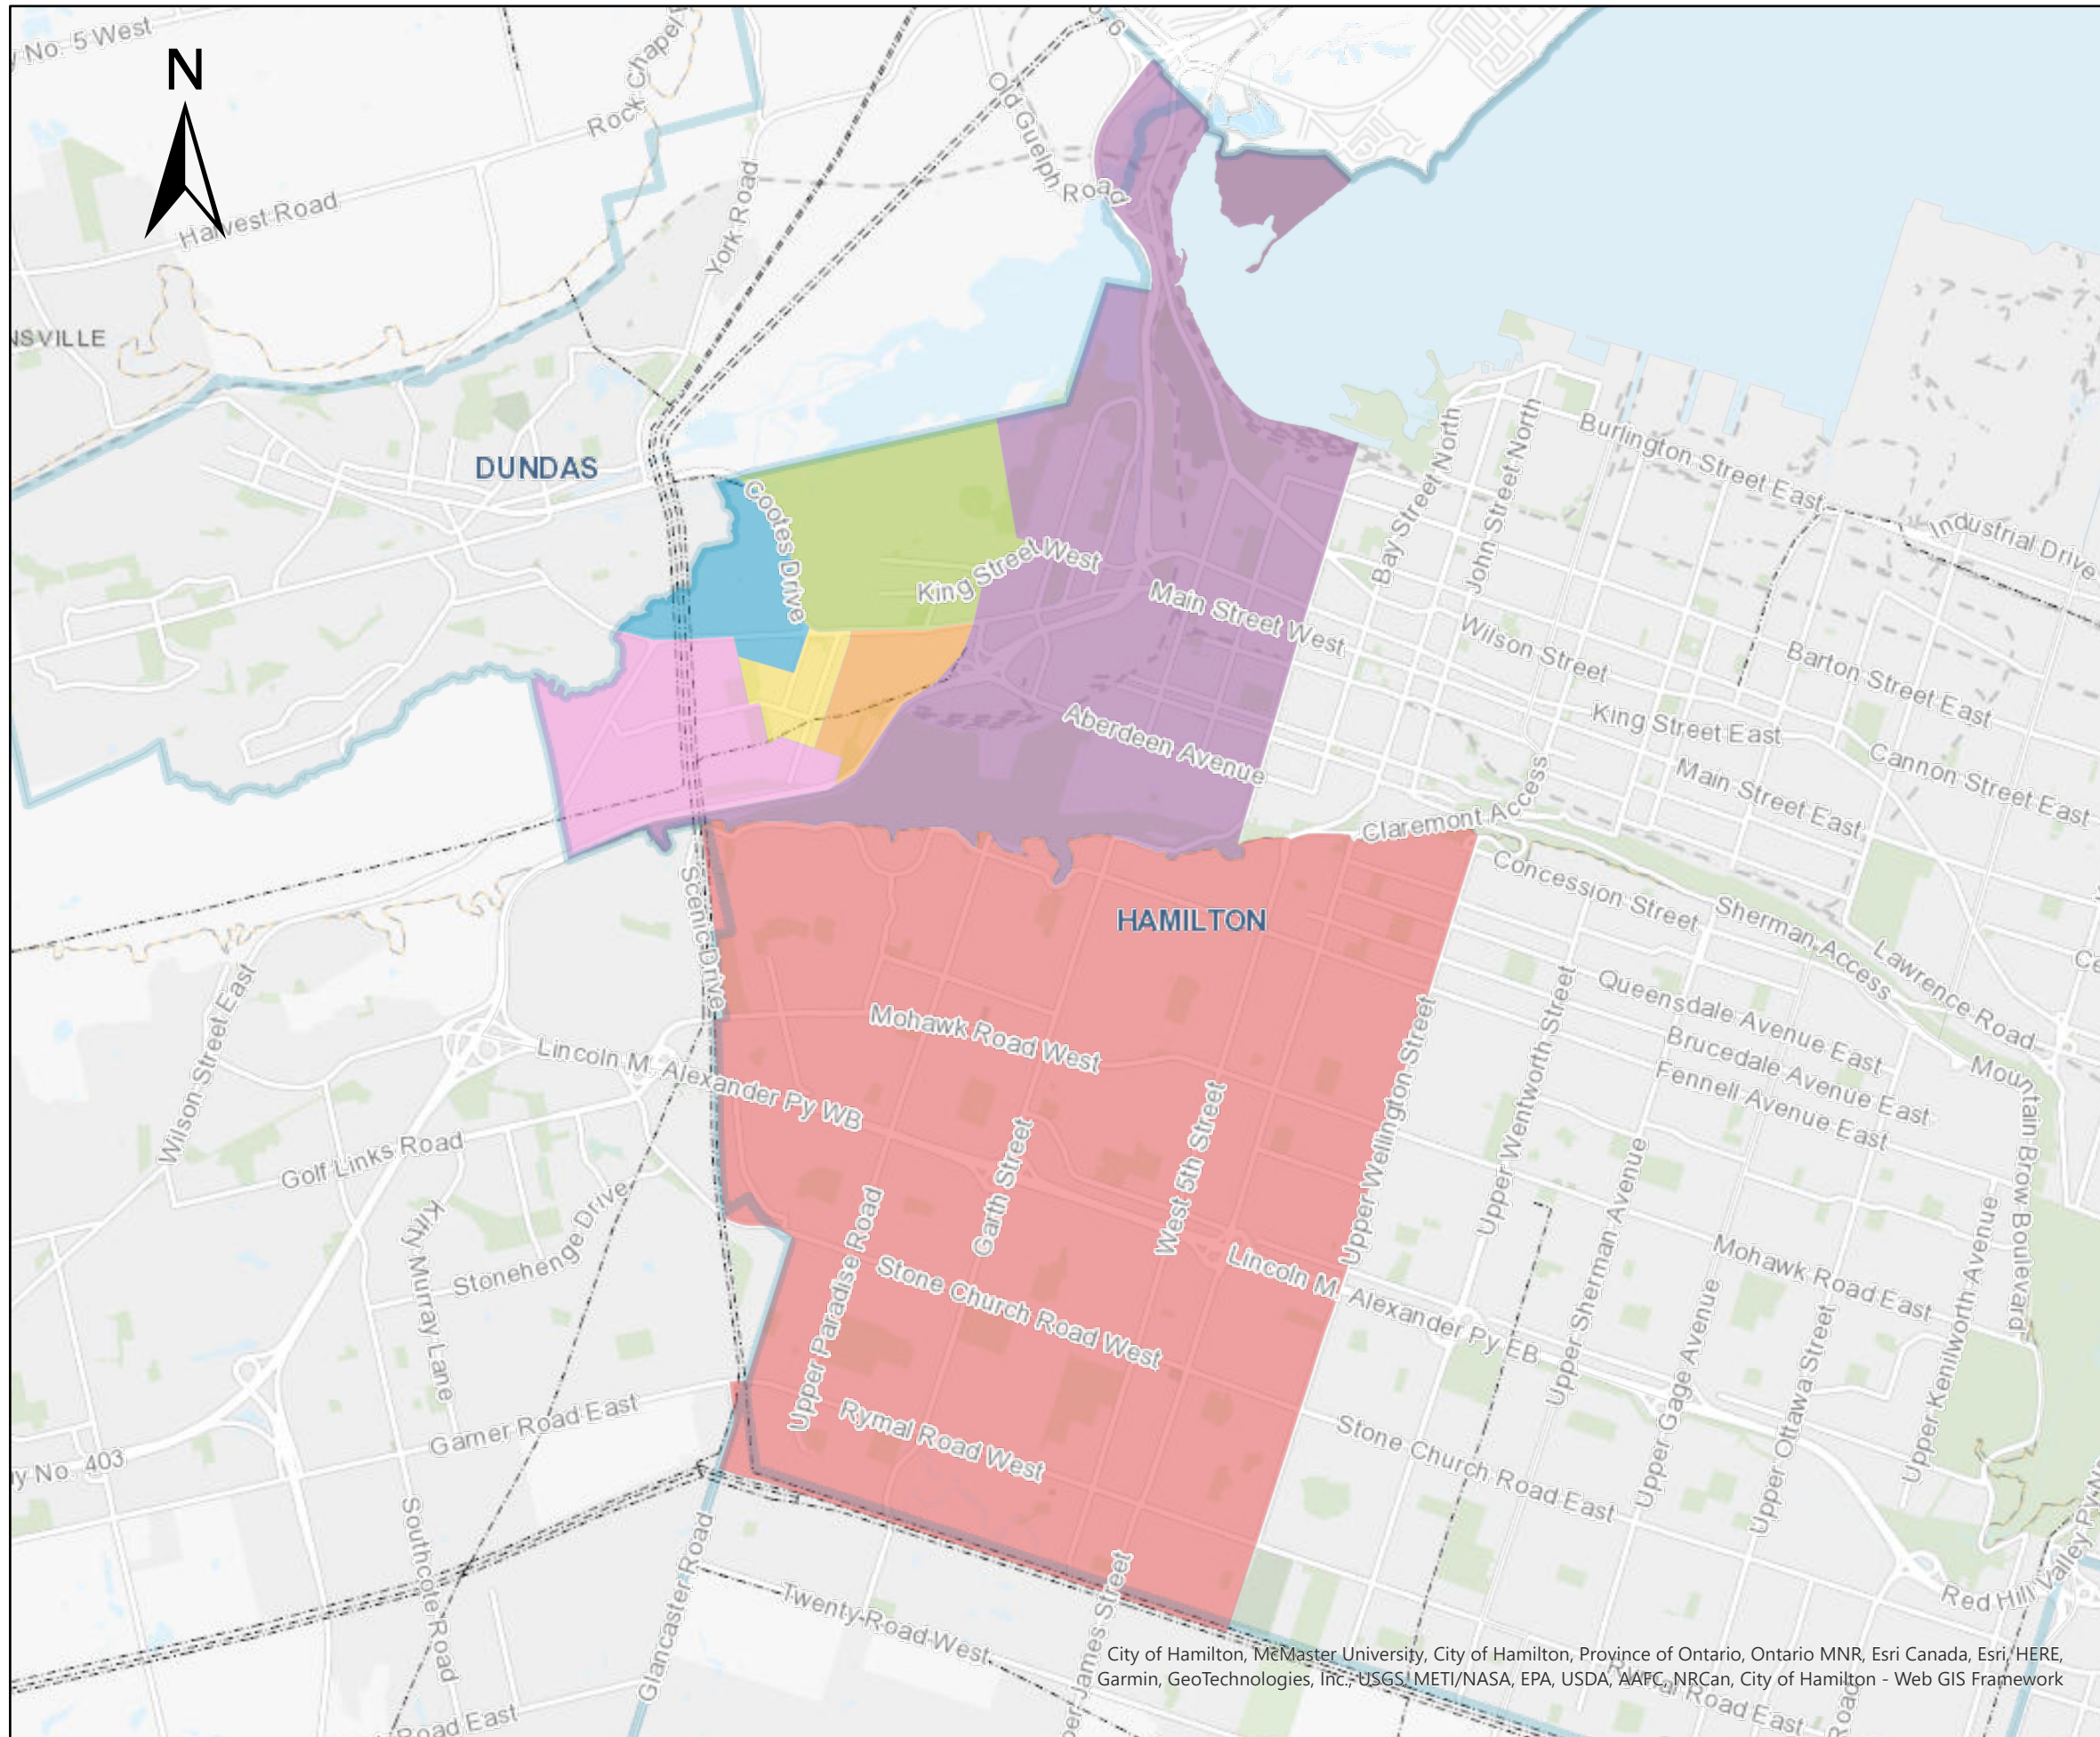 y No. 5 West
N
Rock Chapel
6
Old Guelph Road
Harvest Road
York Road
NSVILLE
DUNDAS
Cootes Drive
King Street West
Main Street West
Bay Street North
John Street North
Burlington Street East
Industrial Drive
Wilson Street
Barton Street East
King Street East
Cannon Street East
Main Street East
Aberdeen Avenue
Claremont Access
Concession Street
Sherman Access
Lawrence Road
Ce
HAMILTON
Scenic Drive
Wilson Street East
Queensdale Avenue East
Brucedale Avenue East
Fennell Avenue East
Mountain Brow Boulevard
Mohawk Road West
Lincoln M. Alexander Py WB
Golf Links Road
Kitty Murray Lane
Stonehenge Drive
Garth Street
West 5th Street
Upper Wellington Street
Upper Wentworth Street
Upper Sherman Avenue
Upper Paradise Road
Stone Church Road West
Lincoln M. Alexander Py EB
Mohawk Road East
Upper Gage Avenue
Upper Ottawa Street
Upper Kenilworth Avenue
Garner Road East
Rymal Road West
Stone Church Road East
y No. 403
Southcote Road
Glancaster Road
Twenty Road West
per James Street
Red Hill Valley Py
Road East
Rymal Road East
Road
City of Hamilton, McMaster University, City of Hamilton, Province of Ontario, Ontario MNR, Esri Canada, Esri, HERE,
Garmin, GeoTechnologies, Inc., USGS, METI/NASA, EPA, USDA, AAFC, NRCan, City of Hamilton - Web GIS Framework